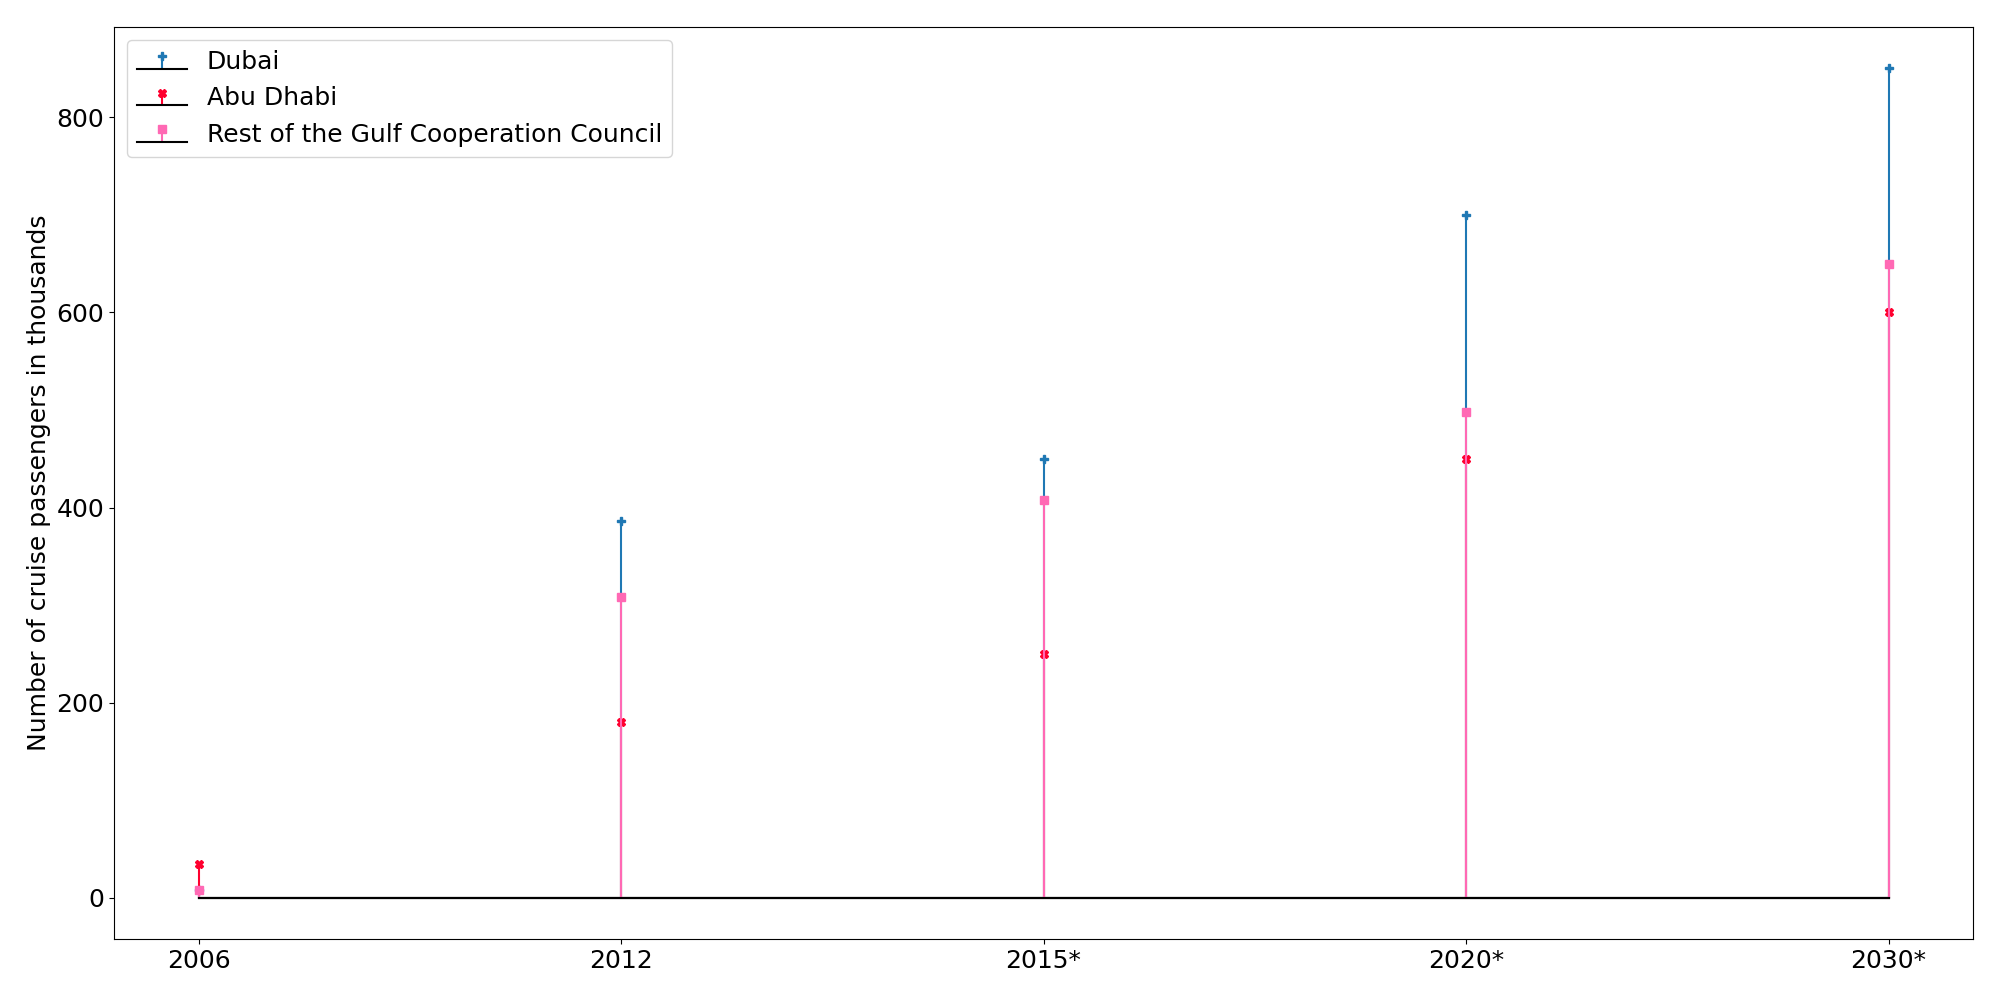 Dubai
Abu Dhabi
Rest of the Gulf Cooperation Council
Number of cruise passengers in thousands
800
600
400
200
0
2006 2012 2015* 2020* 2030*